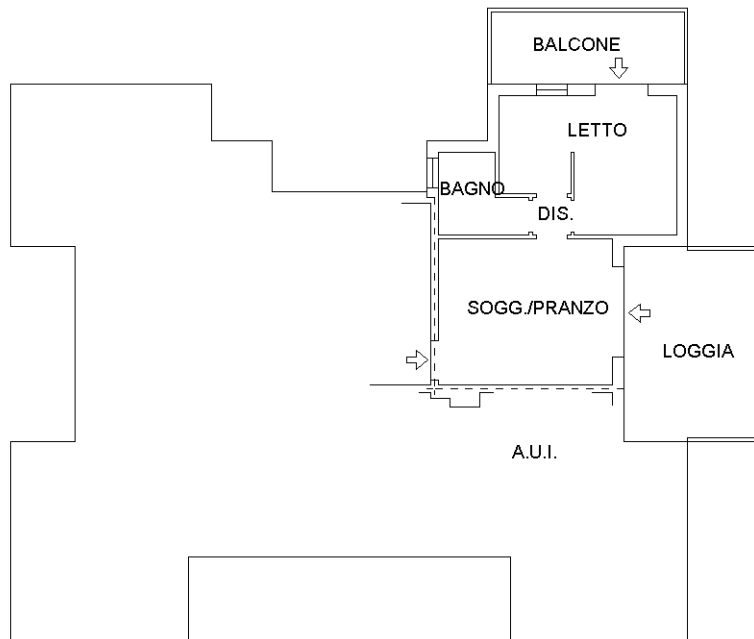 BALCONE
LETTO
BAGNO
DIS.
SOGG./PRANZO
LOGGIA
A.U.I.